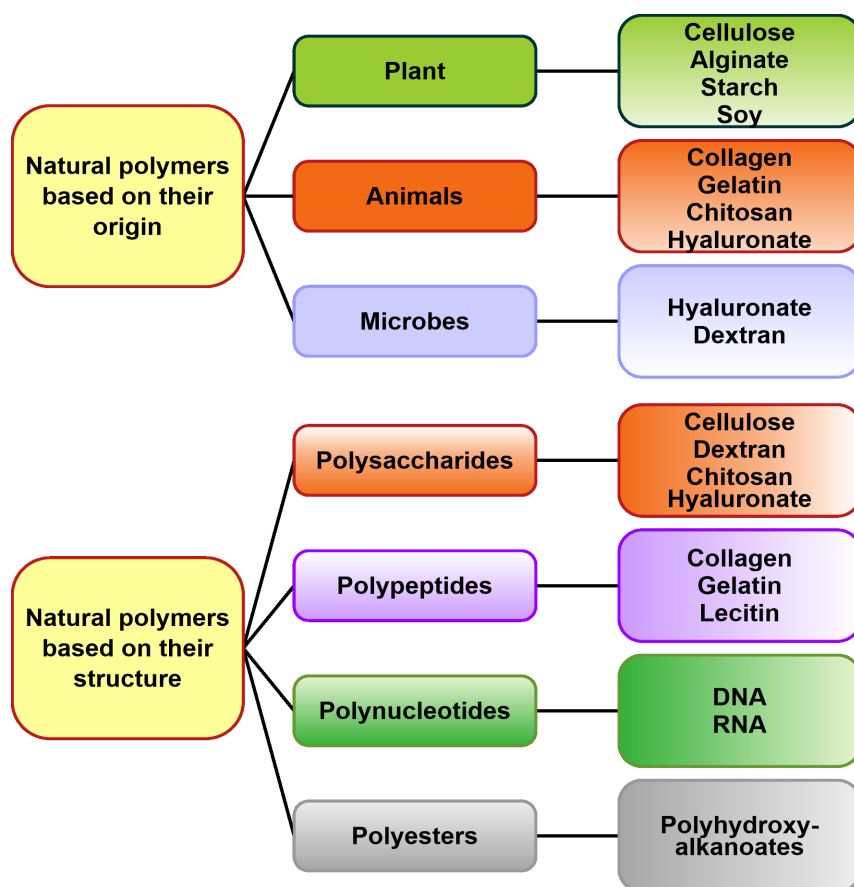 Natural polymers
based on their
origin
Plant
Cellulose
Alginate
Starch
Soy
Animals
Collagen
Gelatin
Chitosan
Hyaluronate
Microbes
Hyaluronate
Dextran
Natural polymers
based on their
structure
Polysaccharides
Cellulose
Dextran
Chitosan
Hyaluronate
Polypeptides
Collagen
Gelatin
Lecitin
Polynucleotides
DNA
RNA
Polyesters
Polyhydroxy-
alkanoates